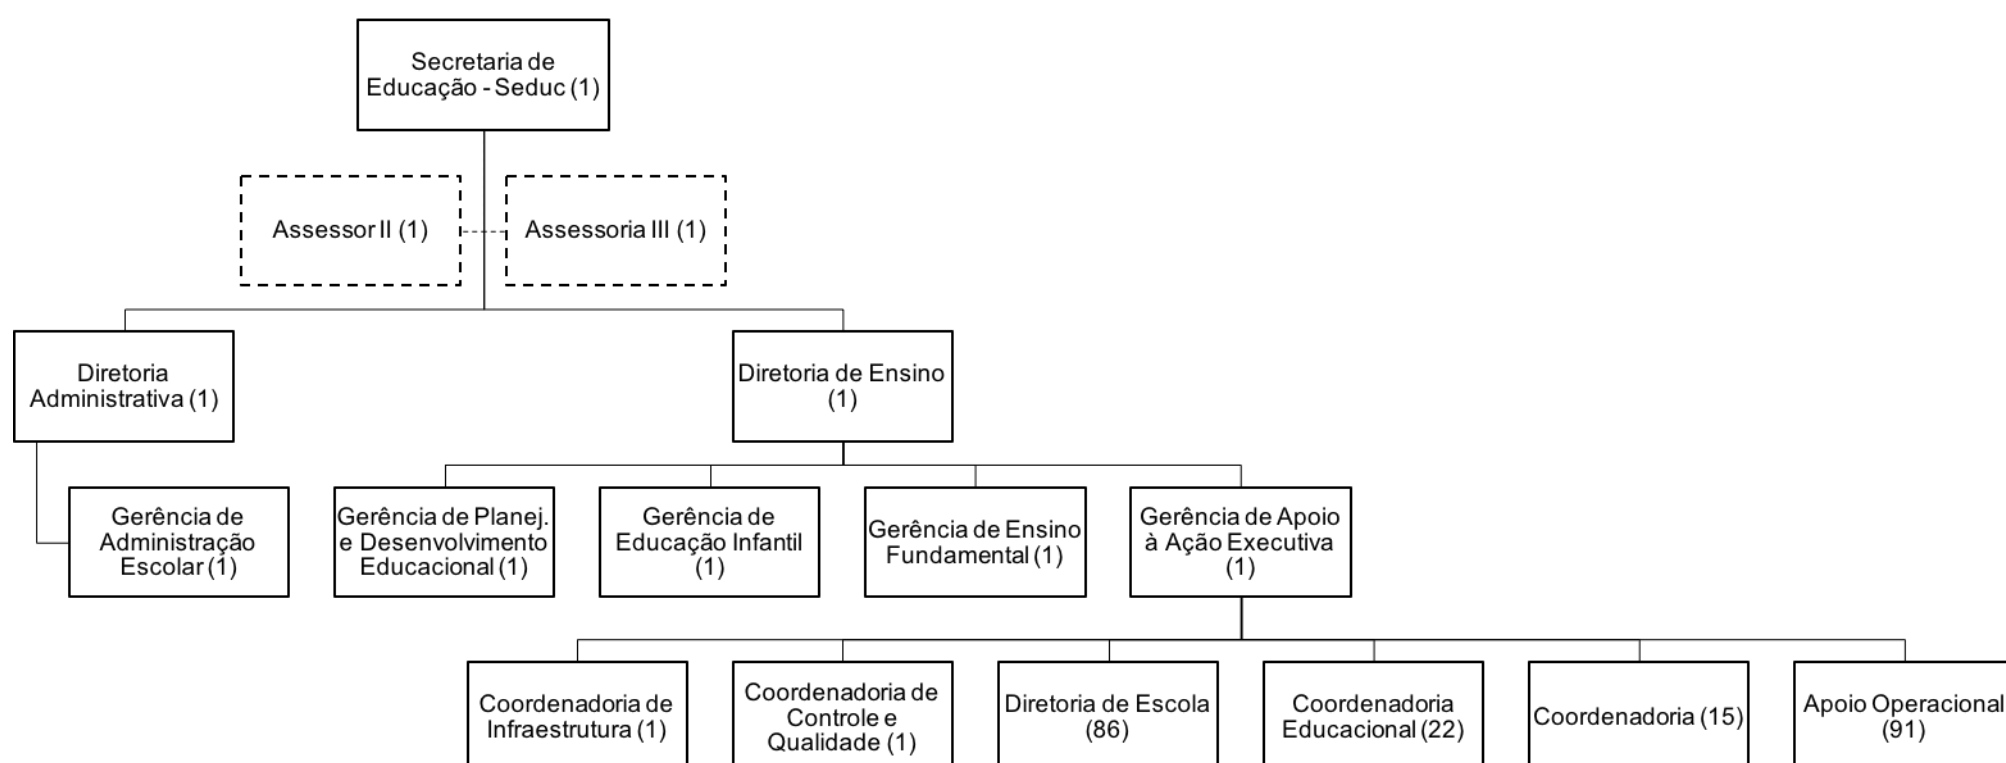 Secretaria de
Educação - Seduc (1)
Assessor II (1)
Assessoria III (1)
Diretoria
Administrativa (1)
Diretoria de Ensino
(1)
Gerência de
Administração
Escolar (1)
Gerência de Planej.
e Desenvolvimento
Educacional (1)
Gerência de
Educação Infantil
(1)
Gerência de Ensino
Fundamental (1)
Gerência de Apoio
à Ação Executiva
(1)
Coordenadoria de
Infraestrutura (1)
Coordenadoria de
Controle e
Qualidade (1)
Diretoria de Escola
(86)
Coordenadoria
Educacional (22)
Coordenadoria (15)
Apoio Operacional
(91)